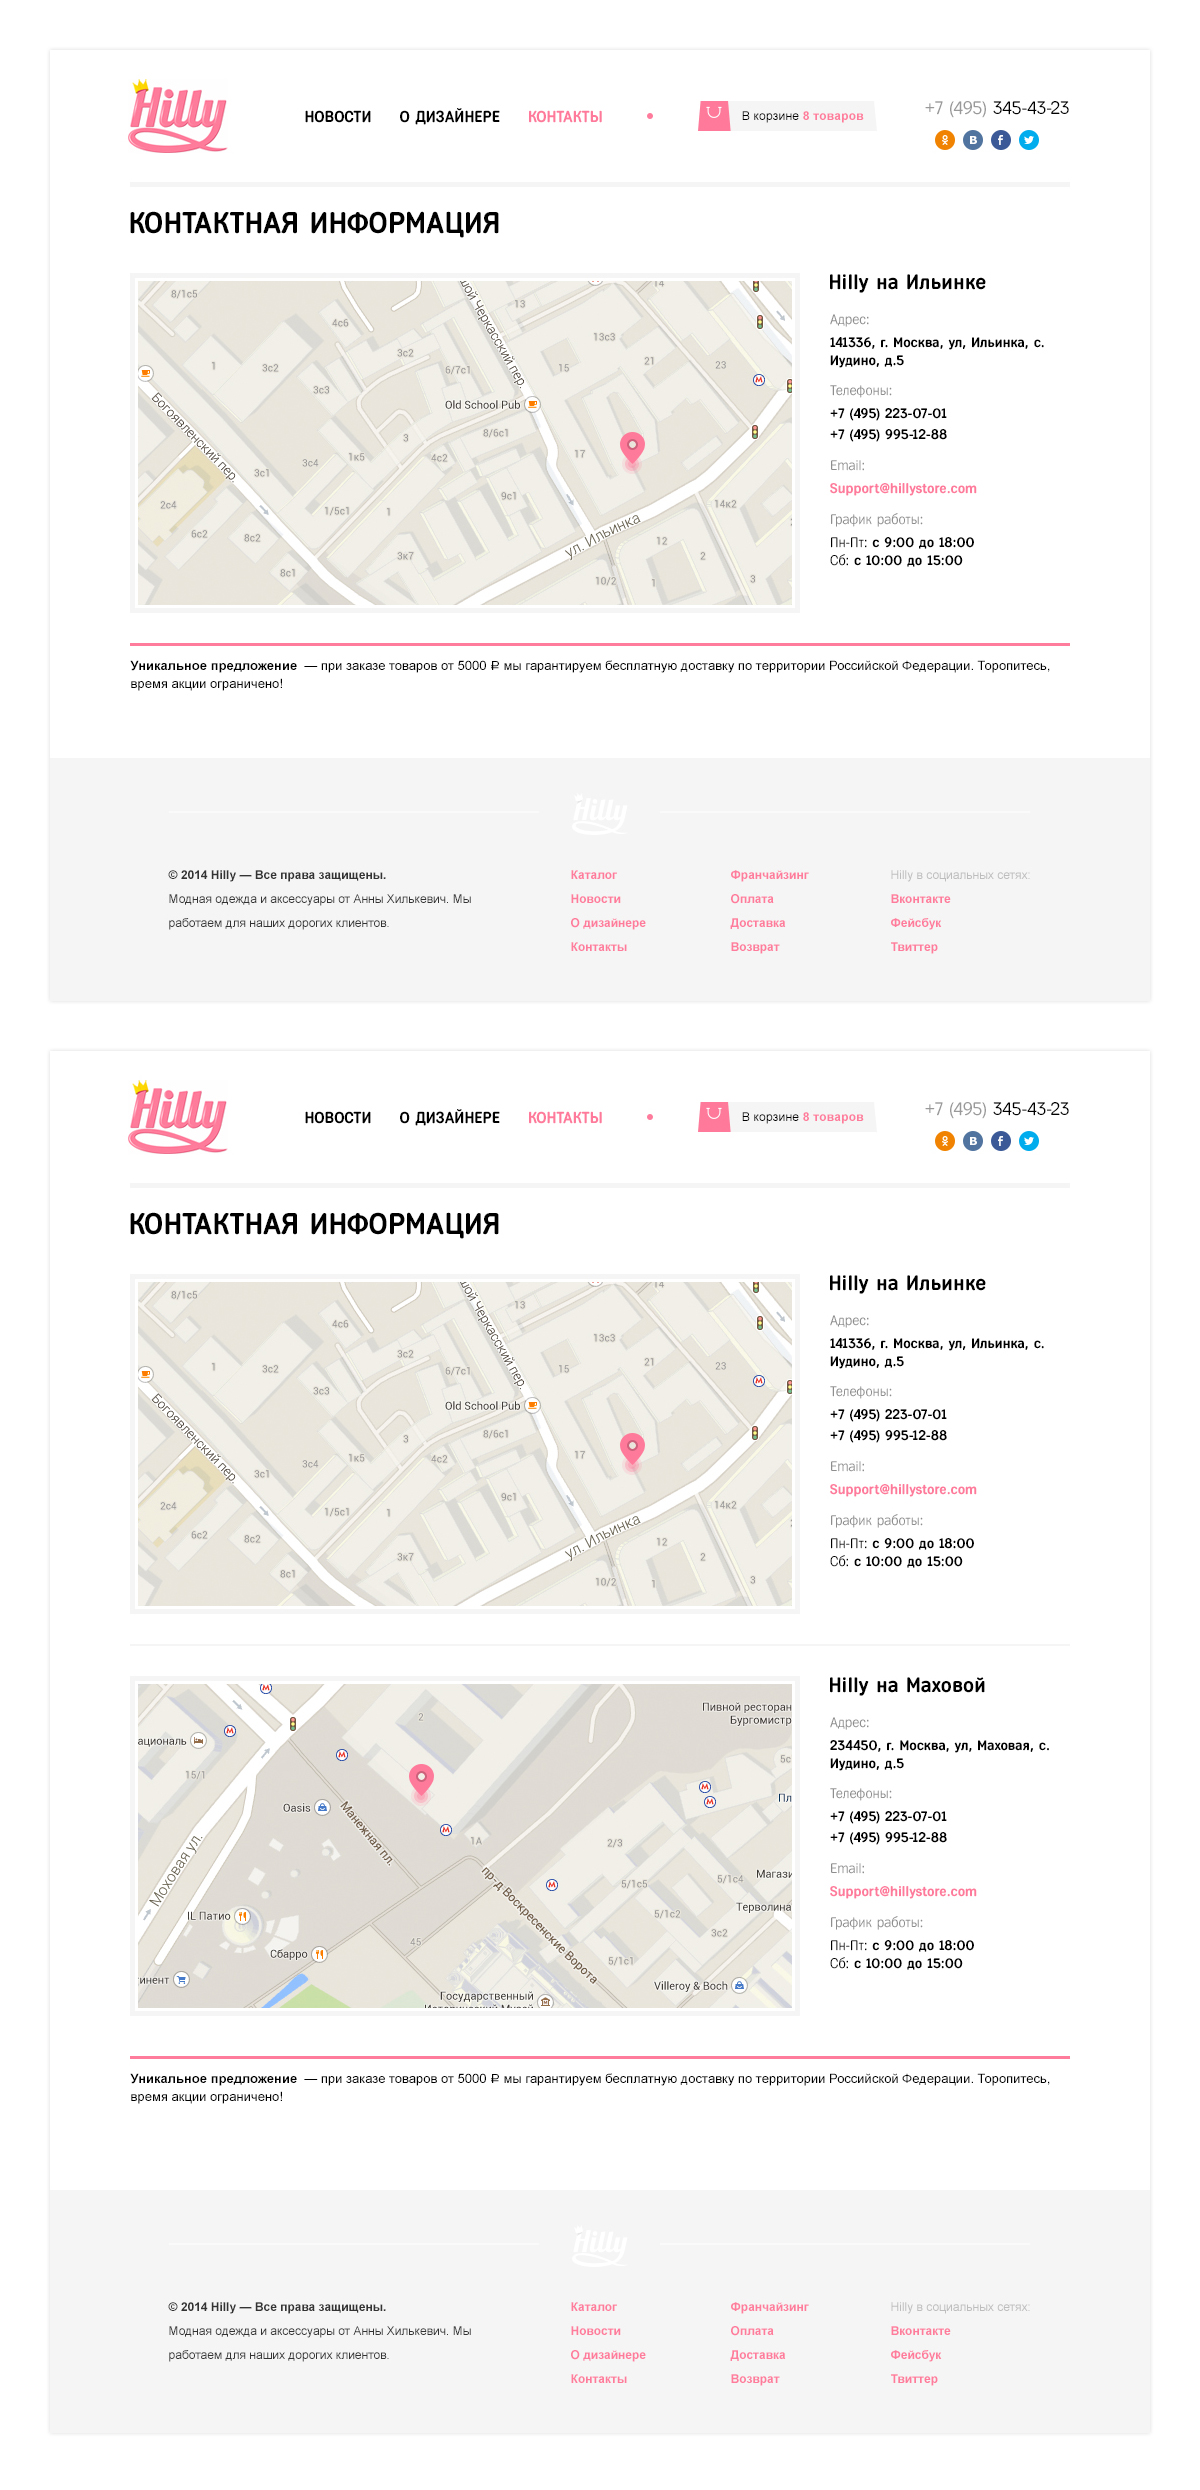 Hilly
НОВОСТИ О ДИЗАЙНЕРЕ КОНТАКТЫ
В корзине 8 товаров
+7 (495) 345-43-23
КОНТАКТНАЯ ИНФОРМАЦИЯ
8/1с5
4с6
13
14
13с3
1
3с2
3с2
6/7с1
15
21
23
3с3
шой Черкасский пер.
Old School Pub
Богоявленский пер.
3
8/6с1
3с1
3с4
1к5
4с2
17
2с4
1/5с1
1
9с1
14к2
6с2
8с2
ул. Ильинка
12
2
3к7
8с1
10/2
1
3
Hilly на Ильинке
Адрес:
141336, г. Москва, ул, Ильинка, с.
Иудино, д.5
Телефоны:
+7 (495) 223-07-01
+7 (495) 995-12-88
Email:
Support@hillystore.com
График работы:
Пн-Пт: с 9:00 до 18:00
Сб: с 10:00 до 15:00
Уникальное предложение — при заказе товаров от 5000 ₽ мы гарантируем бесплатную доставку по территории Российской Федерации. Торопитесь,
время акции ограничено!
Hilly
© 2014 Hilly — Все права защищены.
Модная одежда и аксессуары от Анны Хилькевич. Мы
работаем для наших дорогих клиентов.
Каталог
Новости
О дизайнере
Контакты
Франчайзинг
Оплата
Доставка
Возврат
Hilly в социальных сетях:
Вконтакте
Фейсбук
Твиттер
Hilly
НОВОСТИ О ДИЗАЙНЕРЕ КОНТАКТЫ
В корзине 8 товаров
+7 (495) 345-43-23
КОНТАКТНАЯ ИНФОРМАЦИЯ
8/1с5
4с6
13
14
13с3
1
3с2
3с2
6/7с1
15
21
23
3с3
шой Черкасский пер.
Old School Pub
Богоявленский пер.
3
8/6с1
3с1
3с4
1к5
4с2
17
2с4
1/5с1
1
9с1
14к2
6с2
8с2
ул. Ильинка
12
2
3к7
8с1
10/2
1
3
Hilly на Ильинке
Адрес:
141336, г. Москва, ул, Ильинка, с.
Иудино, д.5
Телефоны:
+7 (495) 223-07-01
+7 (495) 995-12-88
Email:
Support@hillystore.com
График работы:
Пн-Пт: с 9:00 до 18:00
Сб: с 10:00 до 15:00
2
Пивной ресторан
Бургомистр
ациональ
15/1
5с
Oasis
Пл
Манежная пл.
1А
2/3
Моховая ул.
пр-д Воскресенские Ворота
5/1с5
5/1с4
Магази
IL Патио
5/1с2
Терволина
45
3с2
Сбарро
5/1с1
тинент
Villeroy & Boch
Государственный
Исторический Музей
Hilly на Маховой
Адрес:
234450, г. Москва, ул, Маховая, с.
Иудино, д.5
Телефоны:
+7 (495) 223-07-01
+7 (495) 995-12-88
Email:
Support@hillystore.com
График работы:
Пн-Пт: с 9:00 до 18:00
Сб: с 10:00 до 15:00
Уникальное предложение — при заказе товаров от 5000 ₽ мы гарантируем бесплатную доставку по территории Российской Федерации. Торопитесь,
время акции ограничено!
Hilly
© 2014 Hilly — Все права защищены.
Модная одежда и аксессуары от Анны Хилькевич. Мы
работаем для наших дорогих клиентов.
Каталог
Новости
О дизайнере
Контакты
Франчайзинг
Оплата
Доставка
Возврат
Hilly в социальных сетях:
Вконтакте
Фейсбук
Твиттер